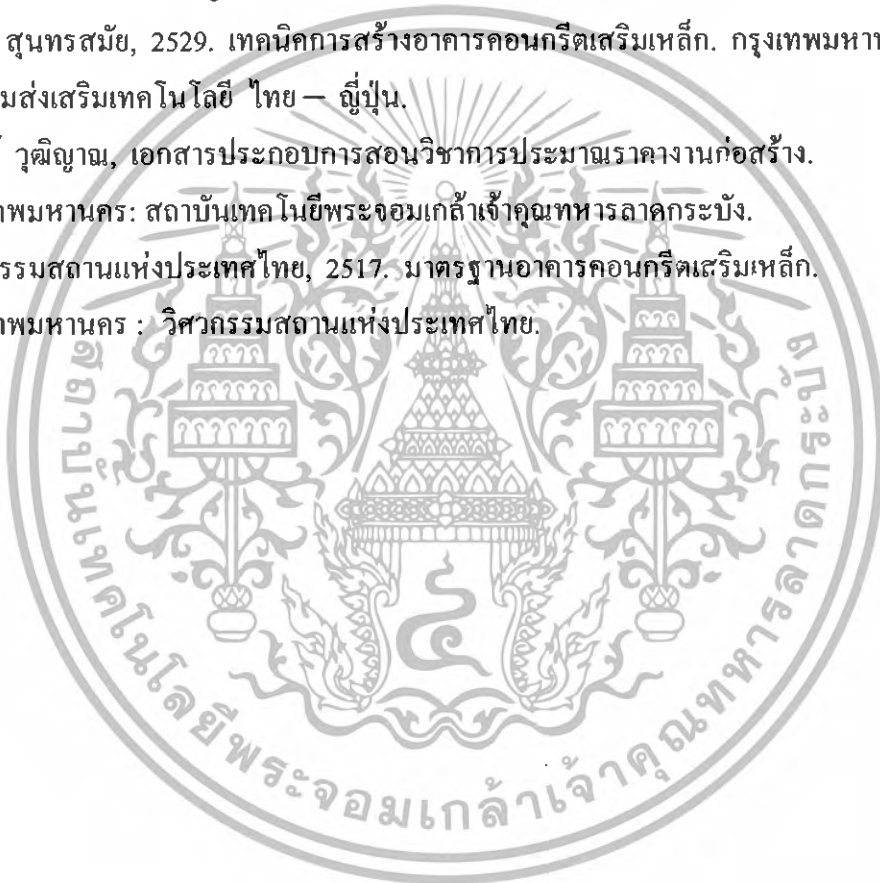 สุนทรสมัย, 2529. เทคนิคการสร้างอาคารคอนกรีตเสริมเหล็ก. กรุงเทพมหาน
มส่งเสริมเทคโนโลยี ไทย – ญี่ปุ่น.
วุฒิญาณ, เอกสารประกอบการสอนวิชาการประมาณราคางานก่อสร้าง.
าพมหานคร: สถาบันเทคโนยีพระจอมเกล้าเจ้าคุณทหารลาดกระบัง.
รรมสถานแห่งประเทศไทย, 2517. มาตรฐานอาคารคอนกรีตเสริมเหล็ก.
าพมหานคร : วิศวกรรมสถานแห่งประเทศไทย.
สถาบันเทคโนโลยีพระจอมเกล้าเจ้าคุณทหารลาดกระบัง
๔